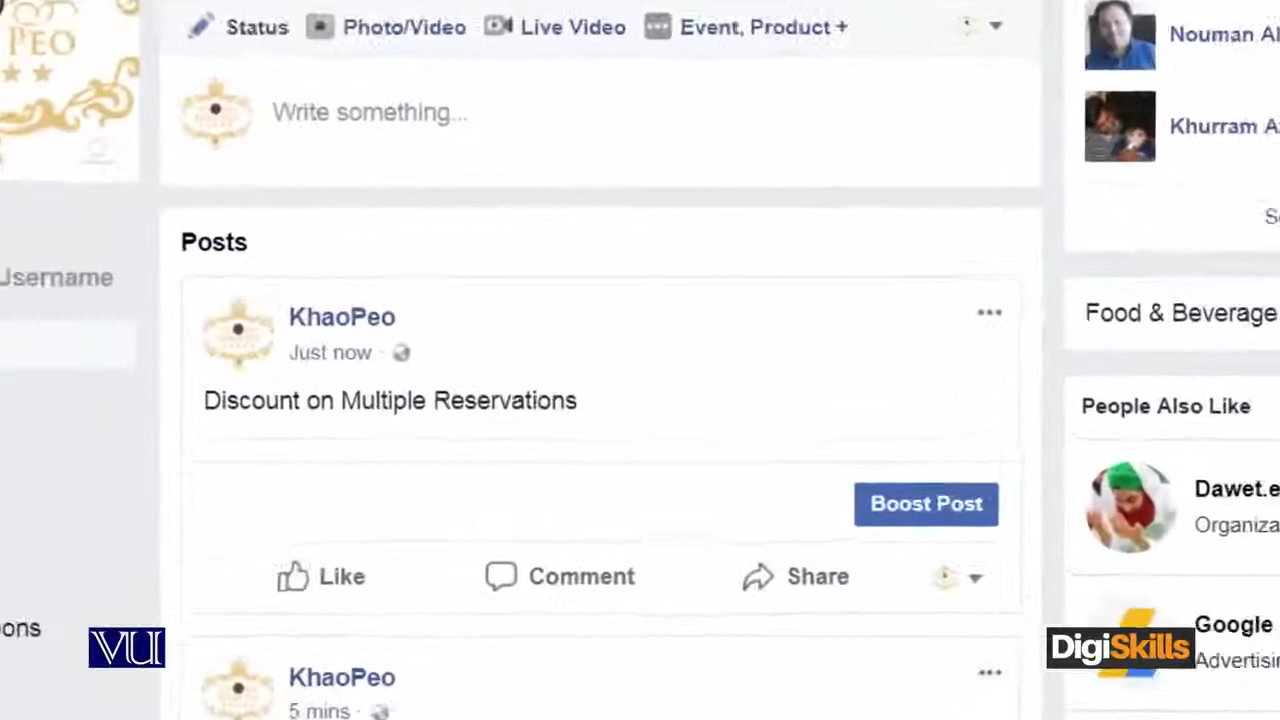 PEO
Status Photo/Video Live Video Event, Product +
Write something...
Posts
Username
KhaoPeo
Just now ·
Discount on Multiple Reservations
Boost Post
Like Comment Share
KhaoPeo
5 mins ·
VU
Nouman Al
Khurram A
Food & Beverage
People Also Like
Dawet.e
Organiza
Google
Advertisin
DigiSkills
ons